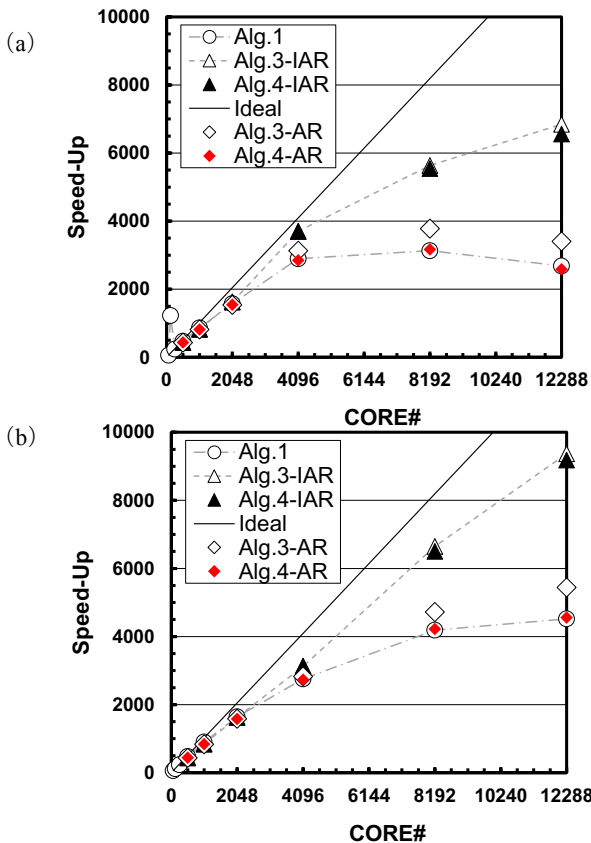 (a)
10000
8000
6000
4000
2000
0
Speed-Up
Alg.1
Alg.3-IAR
Alg.4-IAR
Ideal
Alg.3-AR
Alg.4-AR
0 2048 4096 6144 8192 10240 12288
CORE#
(b)
10000
8000
6000
4000
2000
0
Speed-Up
Alg.1
Alg.3-IAR
Alg.4-IAR
Ideal
Alg.3-AR
Alg.4-AR
0 2048 4096 6144 8192 10240 12288
CORE#